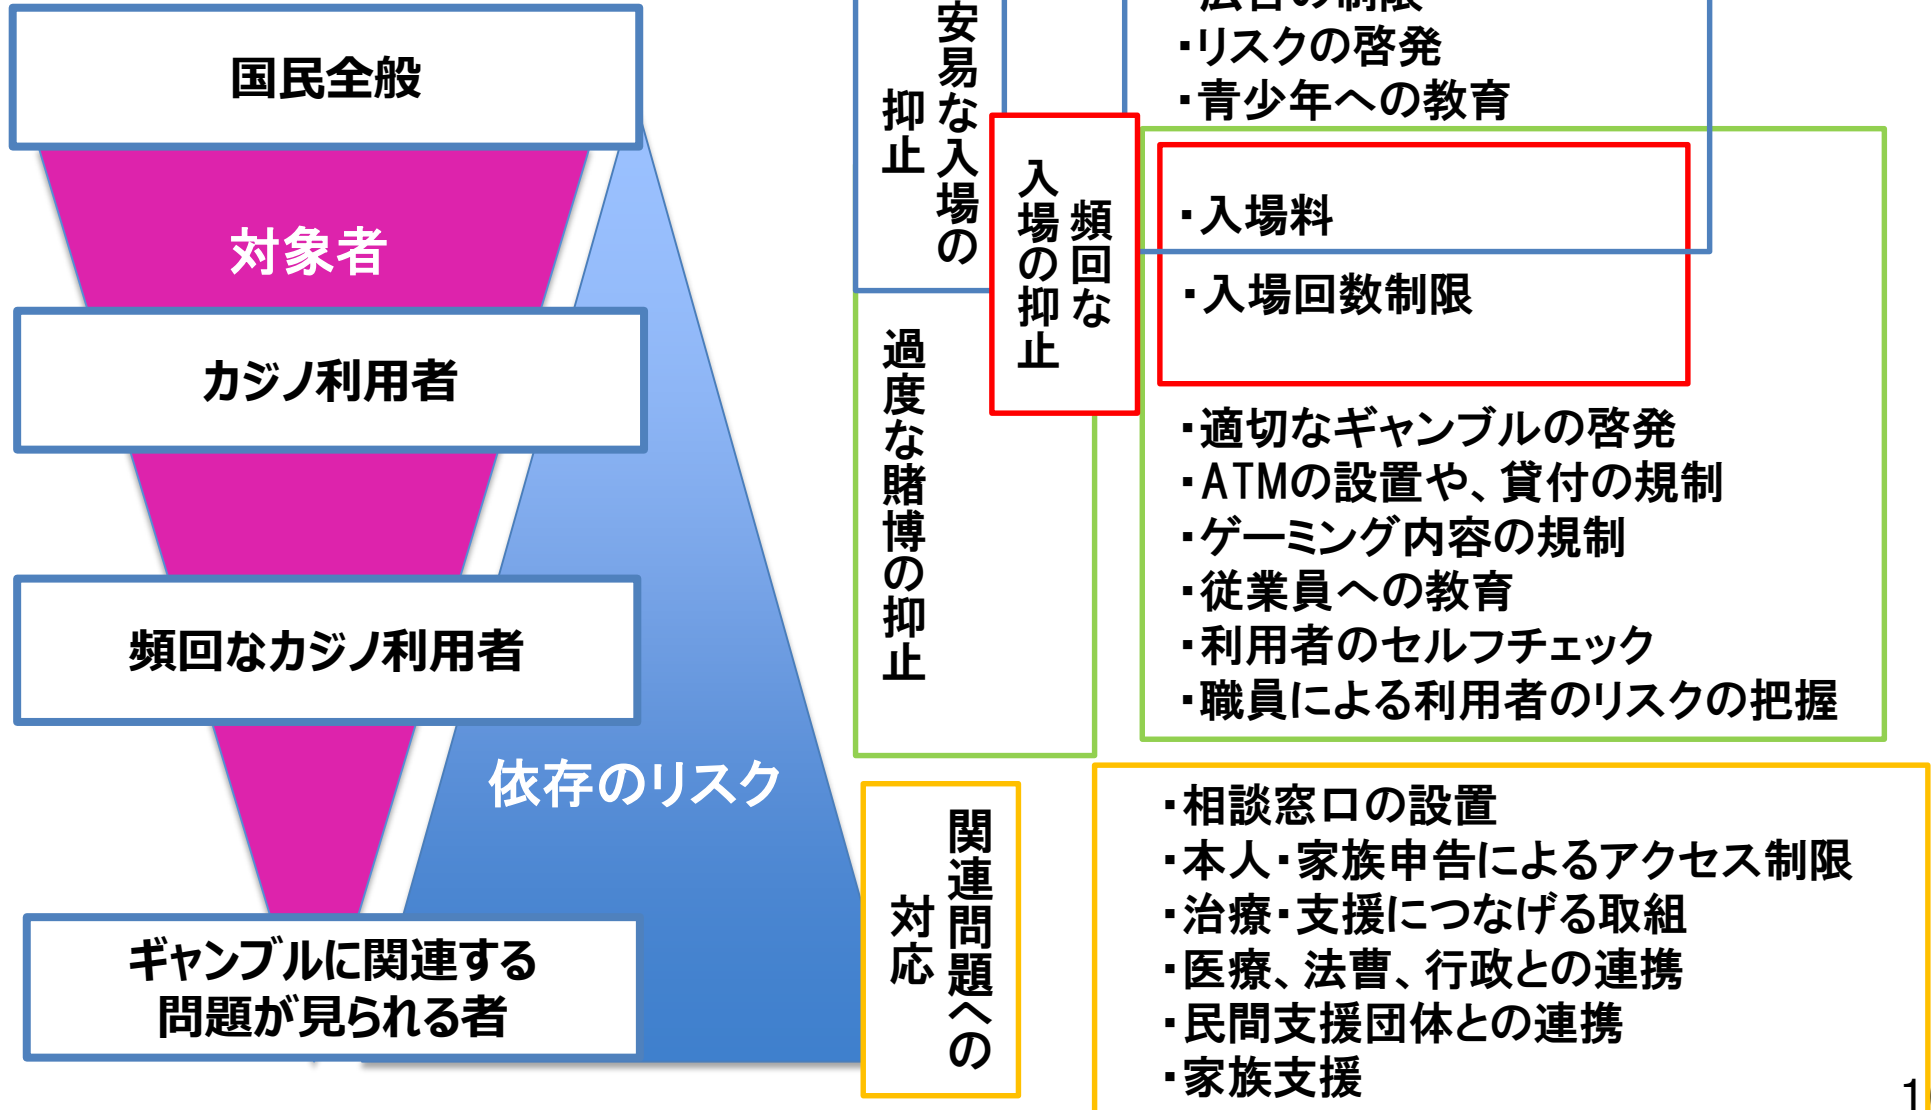 国民全般
対象者
カジノ利用者
頻回なカジノ利用者
依存のリスク
ギャンブルに関連する
問題が見られる者
安易な入場の
抑止
頻回な
入場の抑止
過度な賭博の抑止
関連問題への
対応
・広告の制限
・リスクの啓発
・青少年への教育
・入場料
・入場回数制限
・適切なギャンブルの啓発
・ATMの設置や、貸付の規制
・ゲーミング内容の規制
・従業員への教育
・利用者のセルフチェック
・職員による利用者のリスクの把握
・相談窓口の設置
・本人・家族申告によるアクセス制限
・治療・支援につなげる取組
・医療、法曹、行政との連携
・民間支援団体との連携
・家族支援
1